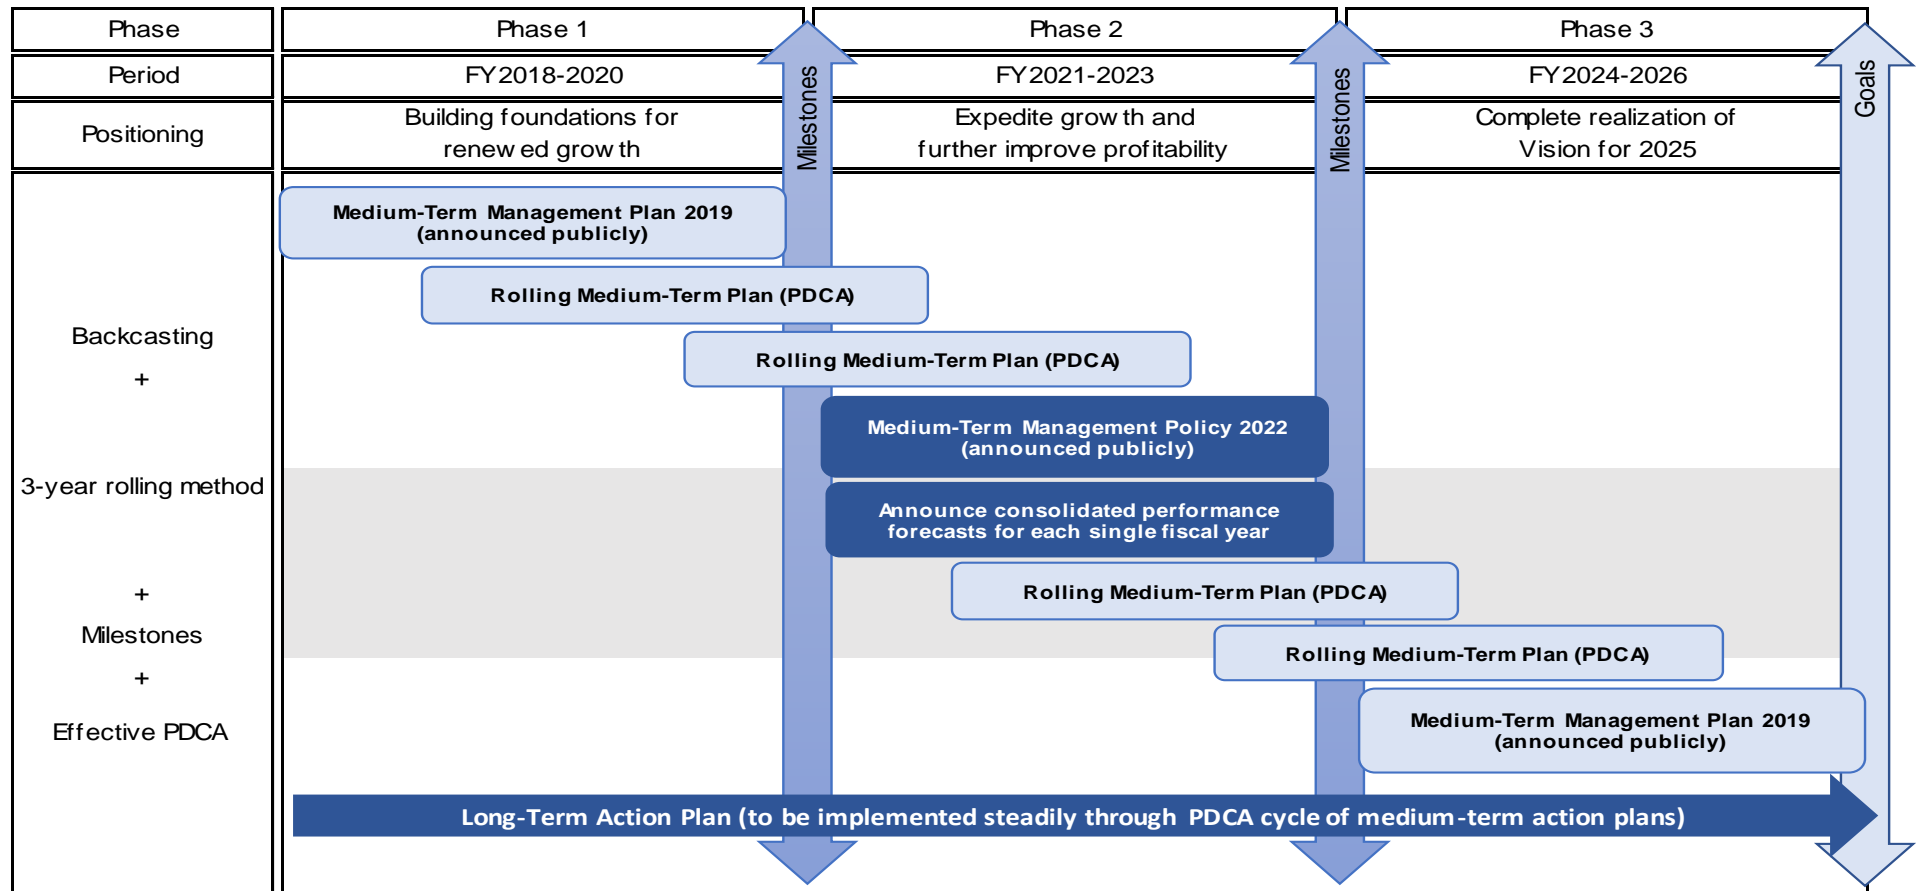 Phase
Phase 1
Phase 2
Phase 3
Period
FY2018-2020
FY2021-2023
FY2024-2026
Positioning
Building foundations for
renewed growth
Expedite growth and
further improve profitability
Complete realization of
Vision for 2025
Milestones
Milestones
Goals
Backcasting
+
3-year rolling method
+
Milestones
+
Effective PDCA
Medium-Term Management Plan 2019
(announced publicly)
Rolling Medium-Term Plan (PDCA)
Rolling Medium-Term Plan (PDCA)
Medium-Term Management Policy 2022
(announced publicly)
Announce consolidated performance
forecasts for each single fiscal year
Rolling Medium-Term Plan (PDCA)
Rolling Medium-Term Plan (PDCA)
Medium-Term Management Plan 2019
(announced publicly)
Long-Term Action Plan (to be implemented steadily through PDCA cycle of medium-term action plans)